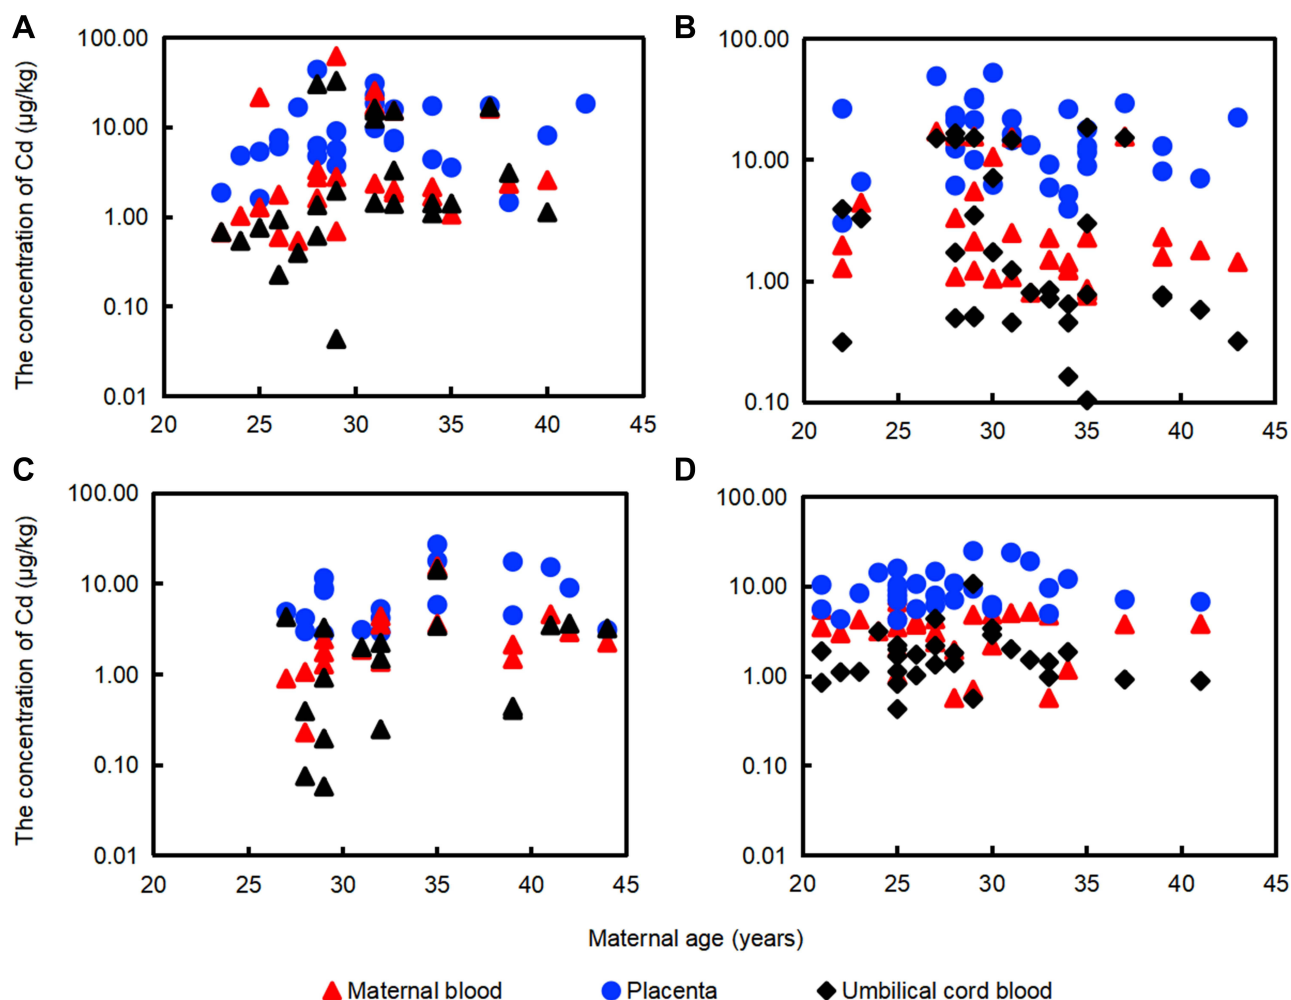 A
B
100.00
10.00
1.00
0.10
0.01
20 25 30 35 40 45
The concentration of Cd (µg/kg)
100.00
10.00
1.00
0.10
20 25 30 35 40 45
C
D
100.00
10.00
1.00
0.10
0.01
20 25 30 35 40 45
The concentration of Cd (µg/kg)
100.00
10.00
1.00
0.10
0.01
20 25 30 35 40 45
Maternal age (years)
Maternal blood Placenta Umbilical cord blood